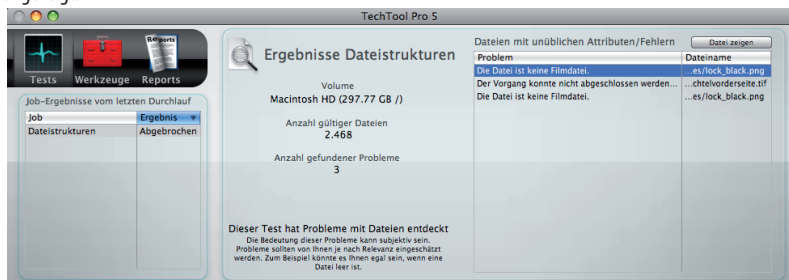 TechTool Pro 5
Reports
Tests Werkzeuge Reports
Job-Ergebnisse vom letzten Durchlauf
Job Ergebnis
Dateistrukturen Abgebrochen
Ergebnisse Dateistrukturen
Volume
Macintosh HD (297.77 GB /)
Anzahl gültiger Dateien
2.468
Anzahl gefundener Probleme
3
Dieser Test hat Probleme mit Dateien entdeckt
Die Bedeutung dieser Probleme kann subjektiv sein.
Probleme sollten von Ihnen je nach Relevanz eingeschätzt
werden. Zum Beispiel könnte es Ihnen egal sein, wenn eine
Datei leer ist.
Dateien mit unüblichen Attributen/Fehlern Datei zeigen
Problem Dateiname
Die Datei ist keine Filmdatei. ...es/lock_black.png
Der Vorgang konnte nicht abgeschlossen werden... ...chtelvorderseite.tif
Die Datei ist keine Filmdatei. ...es/lock_black.png